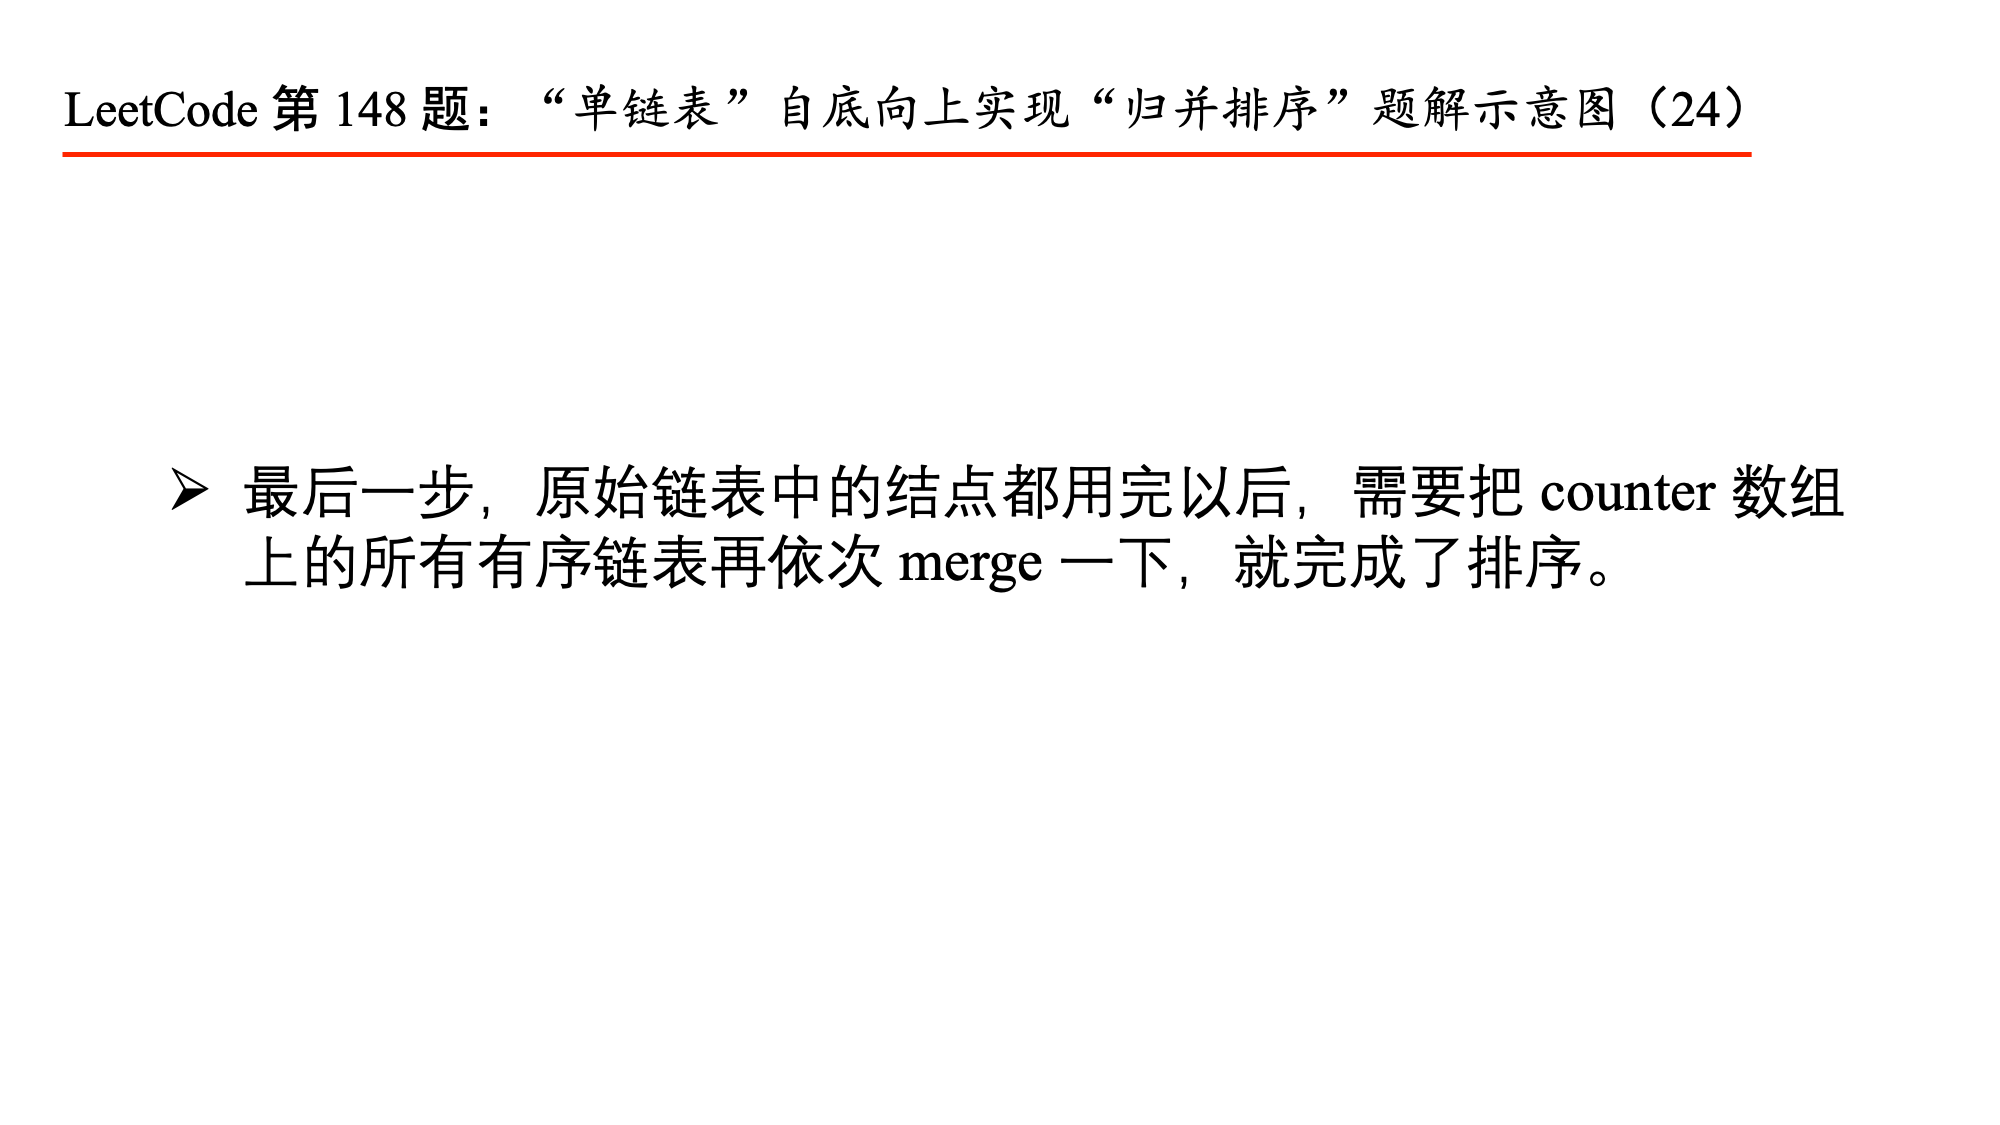 LeetCode 第 148 题：“单链表”自底向上实现“归并排序”题解示意图（24）
➢ 最后一步，原始链表中的结点都用完以后，需要把 counter 数组
上的所有有序链表再依次 merge 一下，就完成了排序。